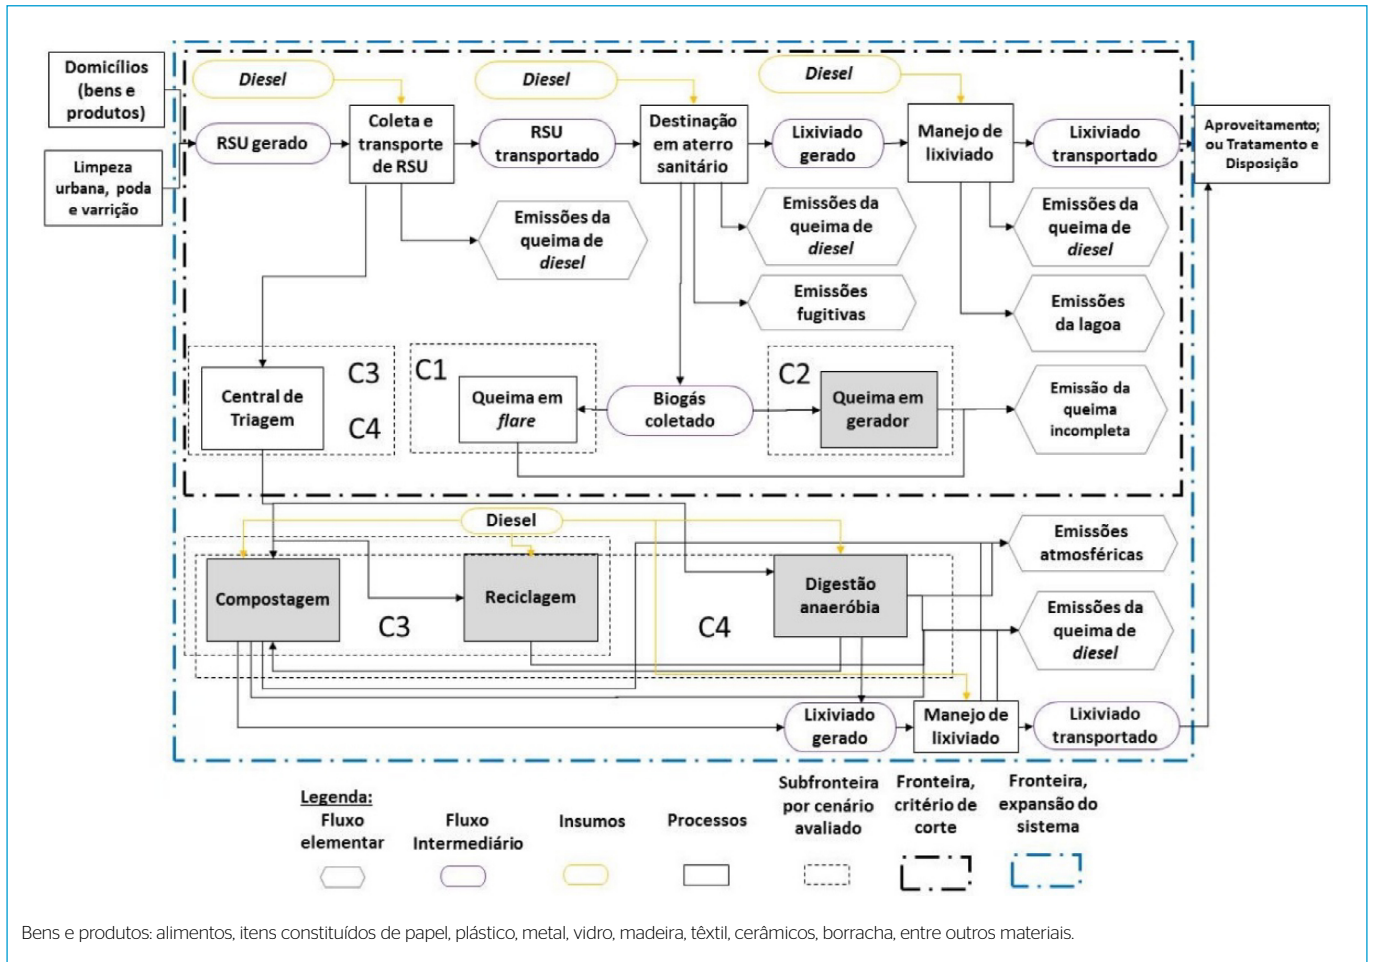 Domicílios
(bens e
produtos)
Limpeza
urbana, poda
e varrição
Diesel
Diesel
Diesel
RSU gerado
Coleta e
transporte
de RSU
RSU
transportado
Destinação
em aterro
sanitário
Lixiviado
gerado
Manejo de
lixiviado
Lixiviado
transportado
Aproveitamento;
ou Tratamento e
Disposição
Emissões da
queima de
diesel
Emissões da
queima de
diesel
Emissões da
queima de
diesel
Emissões
fugitivas
Emissões
da lagoa
Central de
Triagem
C3
C4
C1
Queima em
flare
Biogás
coletado
C2
Queima em
gerador
Emissão da
queima
incompleta
Diesel
Emissões
atmosféricas
Compostagem
C3
Reciclagem
C4
Digestão
anaeróbia
Emissões da
queima de
diesel
Lixiviado
gerado
Manejo de
lixiviado
Lixiviado
transportado
Legenda:
Fluxo
elementar
Fluxo
Intermediário
Insumos
Processos
Subfronteira
por cenário
avaliado
Fronteira,
critério de
corte
Fronteira,
expansão do
sistema
Bens e produtos: alimentos, itens constituídos de papel, plástico, metal, vidro, madeira, têxtil, cerâmicos, borracha, entre outros materiais.